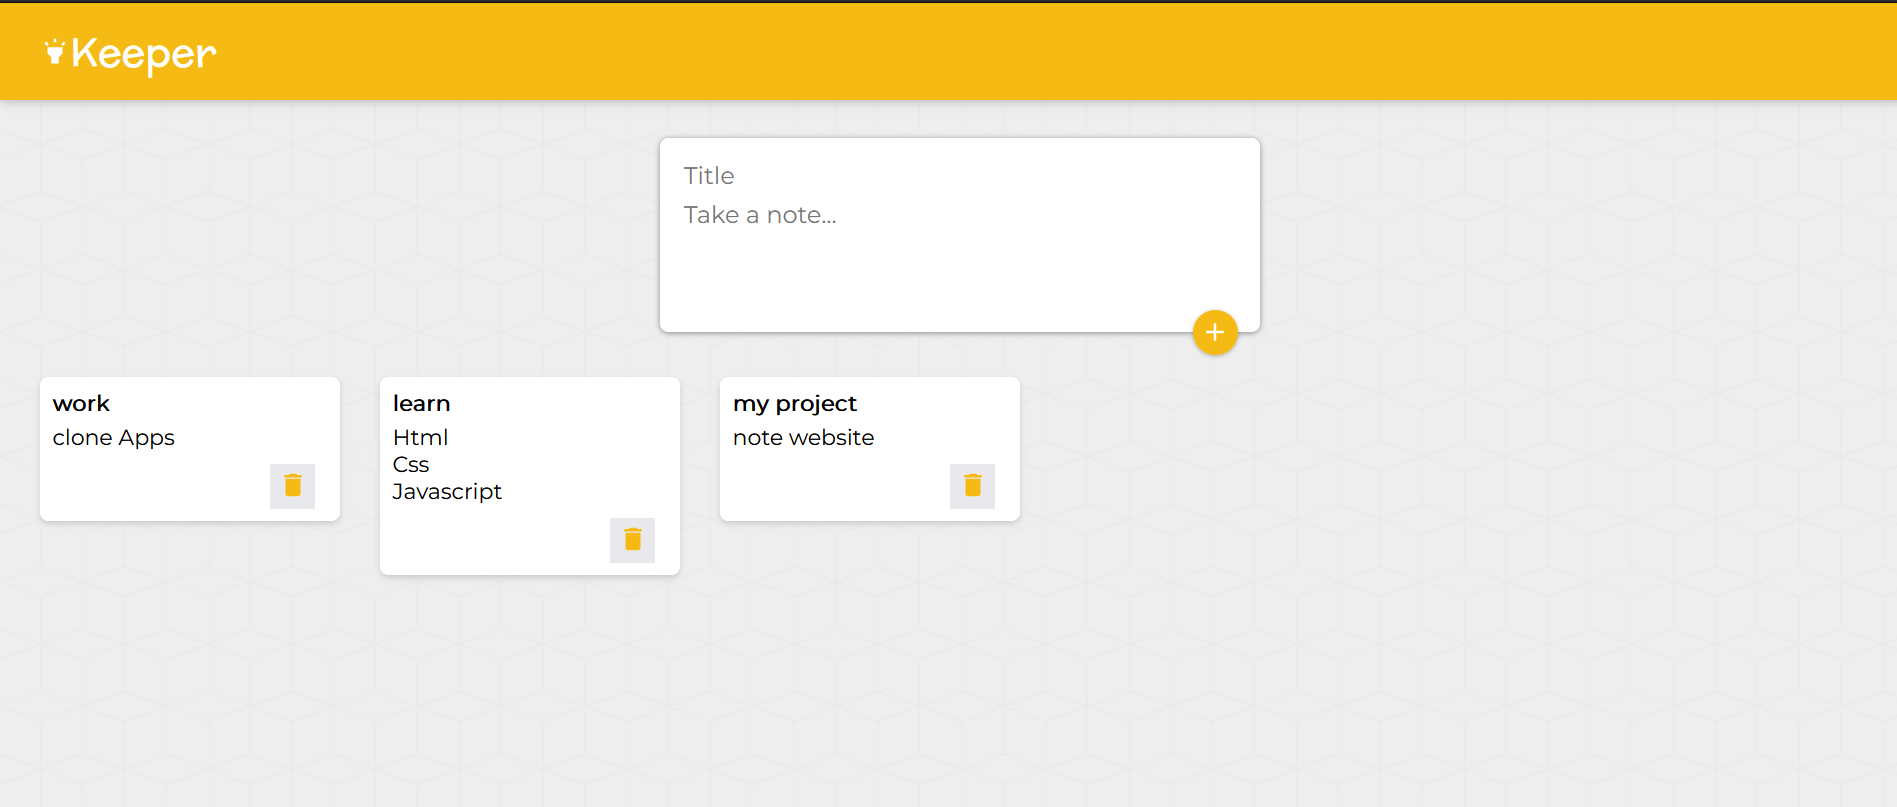 Keeper
Title
Take a note...
work
clone Apps
learn
Html
Css
Javascript
my project
note website